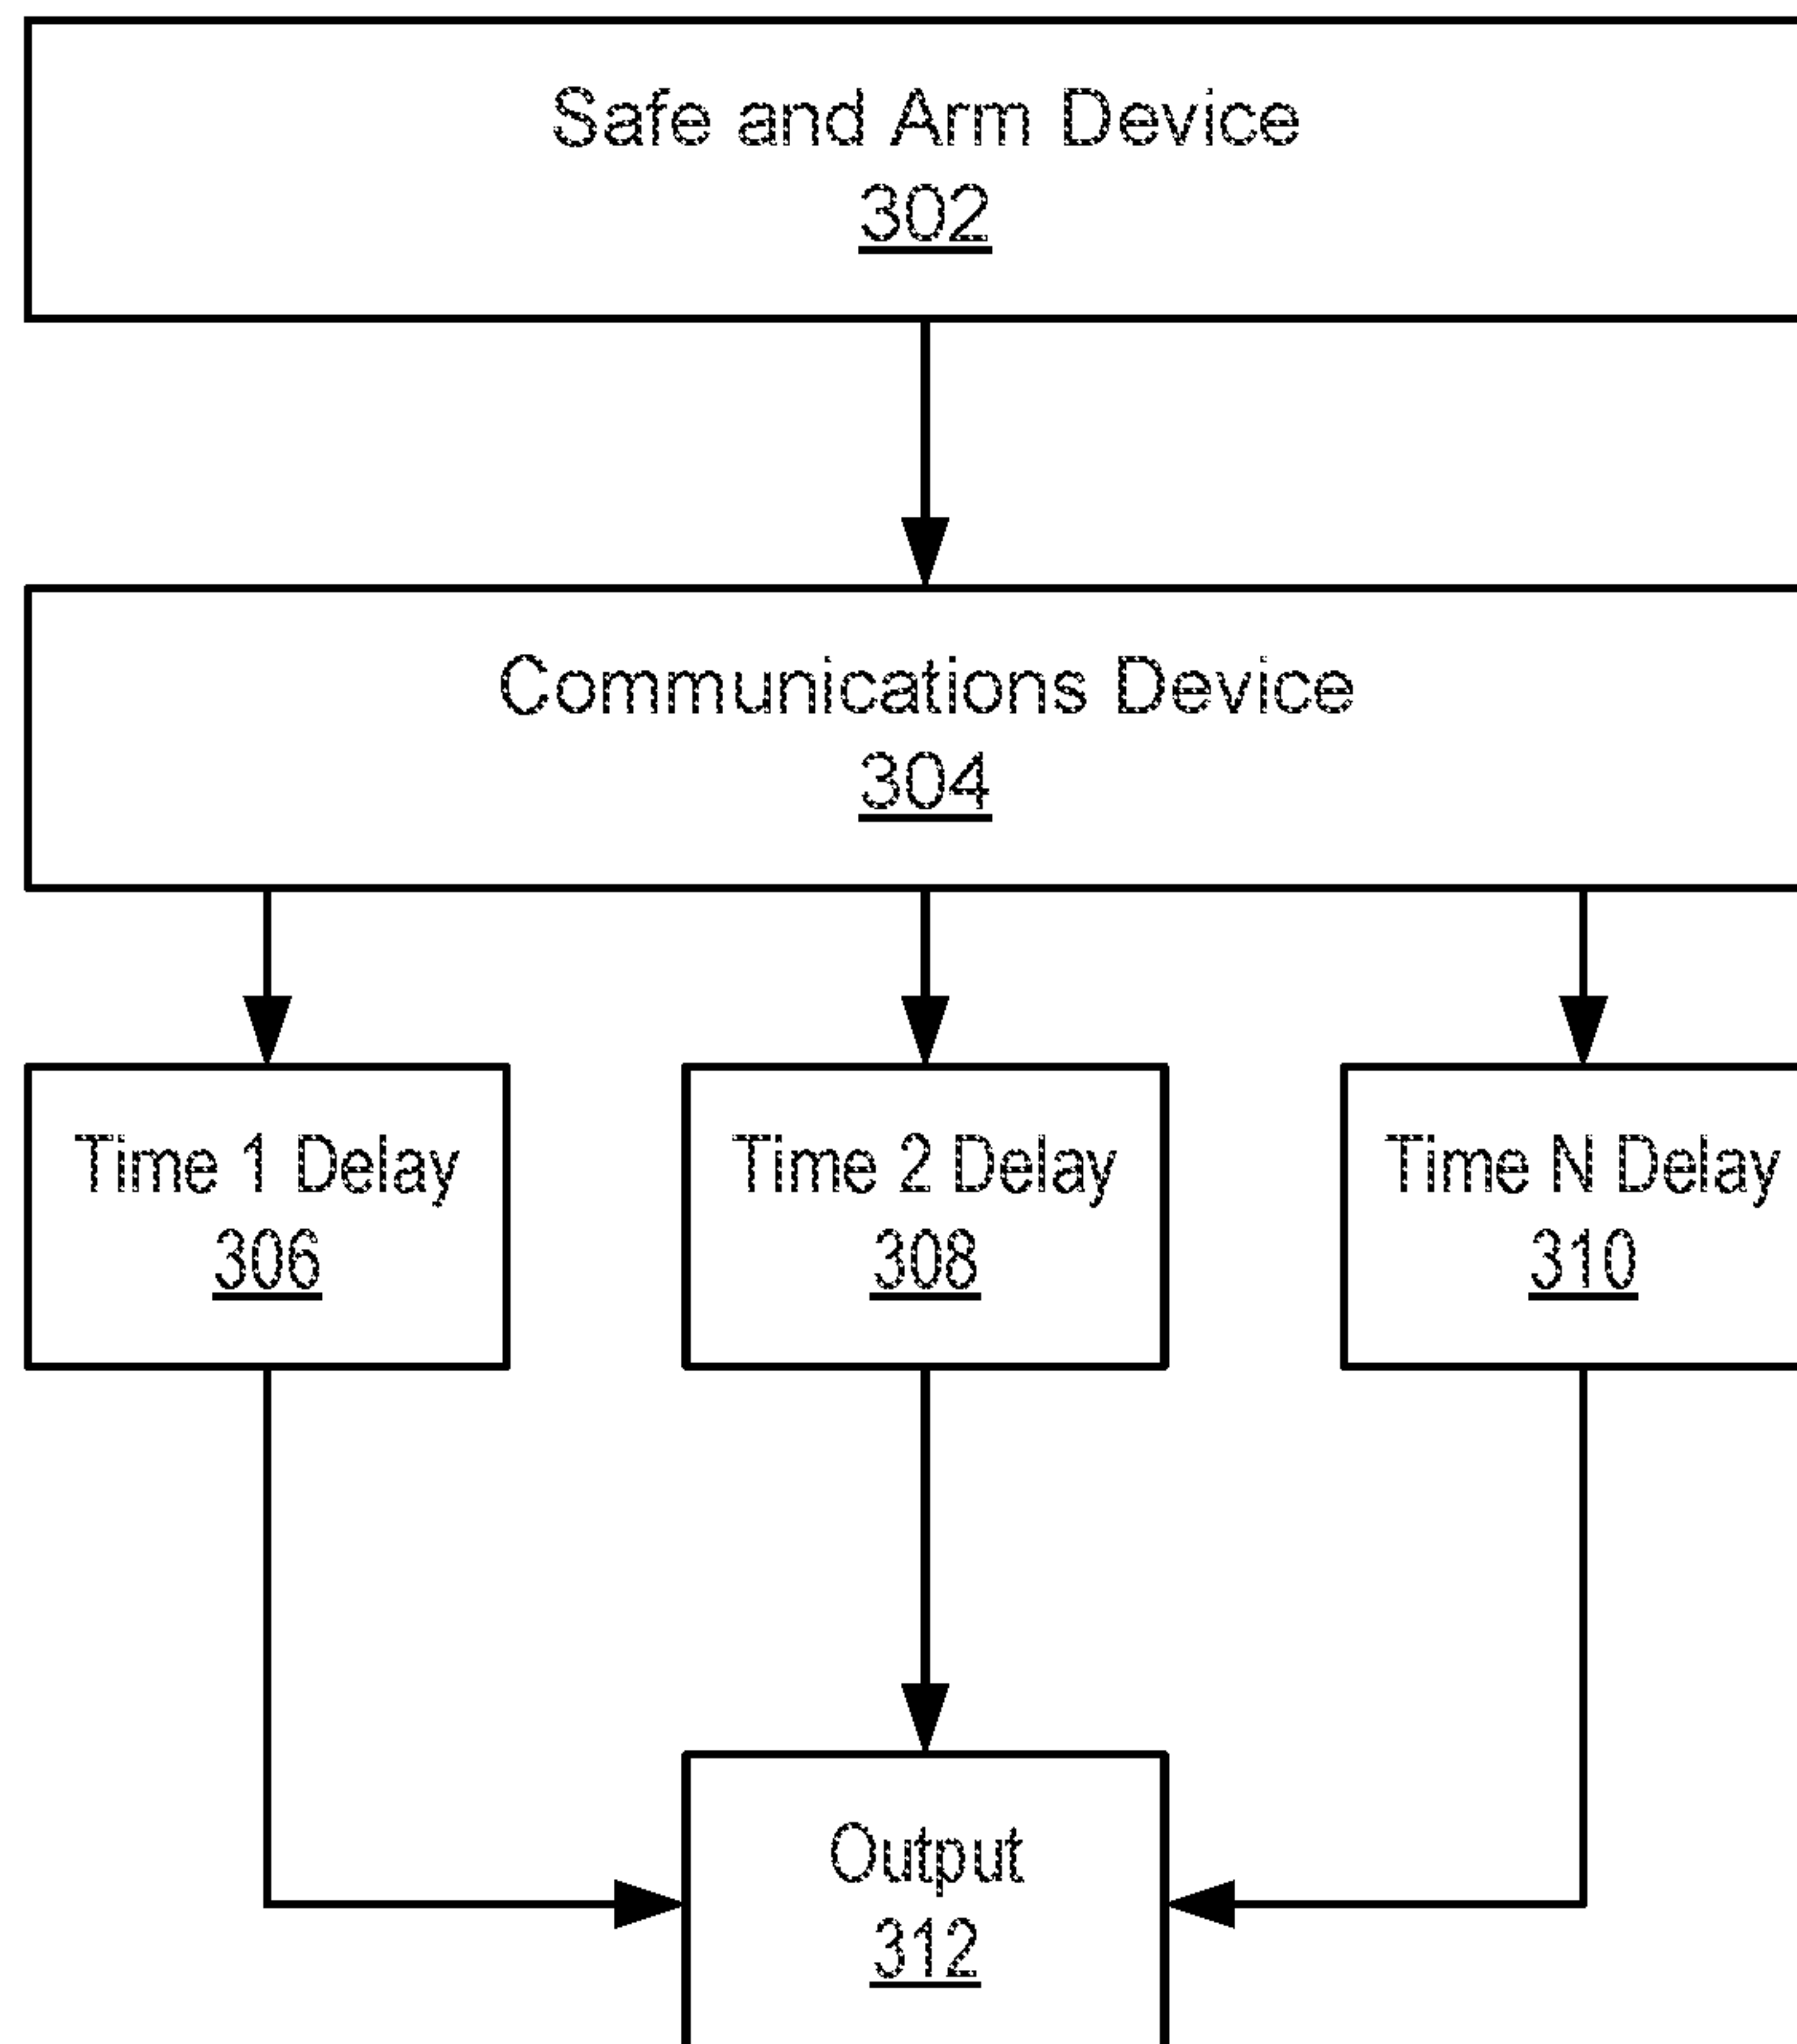 Safe and Arm Device
302
Communications Device
304
Time 1 Delay
306
Time 2 Delay
308
Time N Delay
310
Output
312